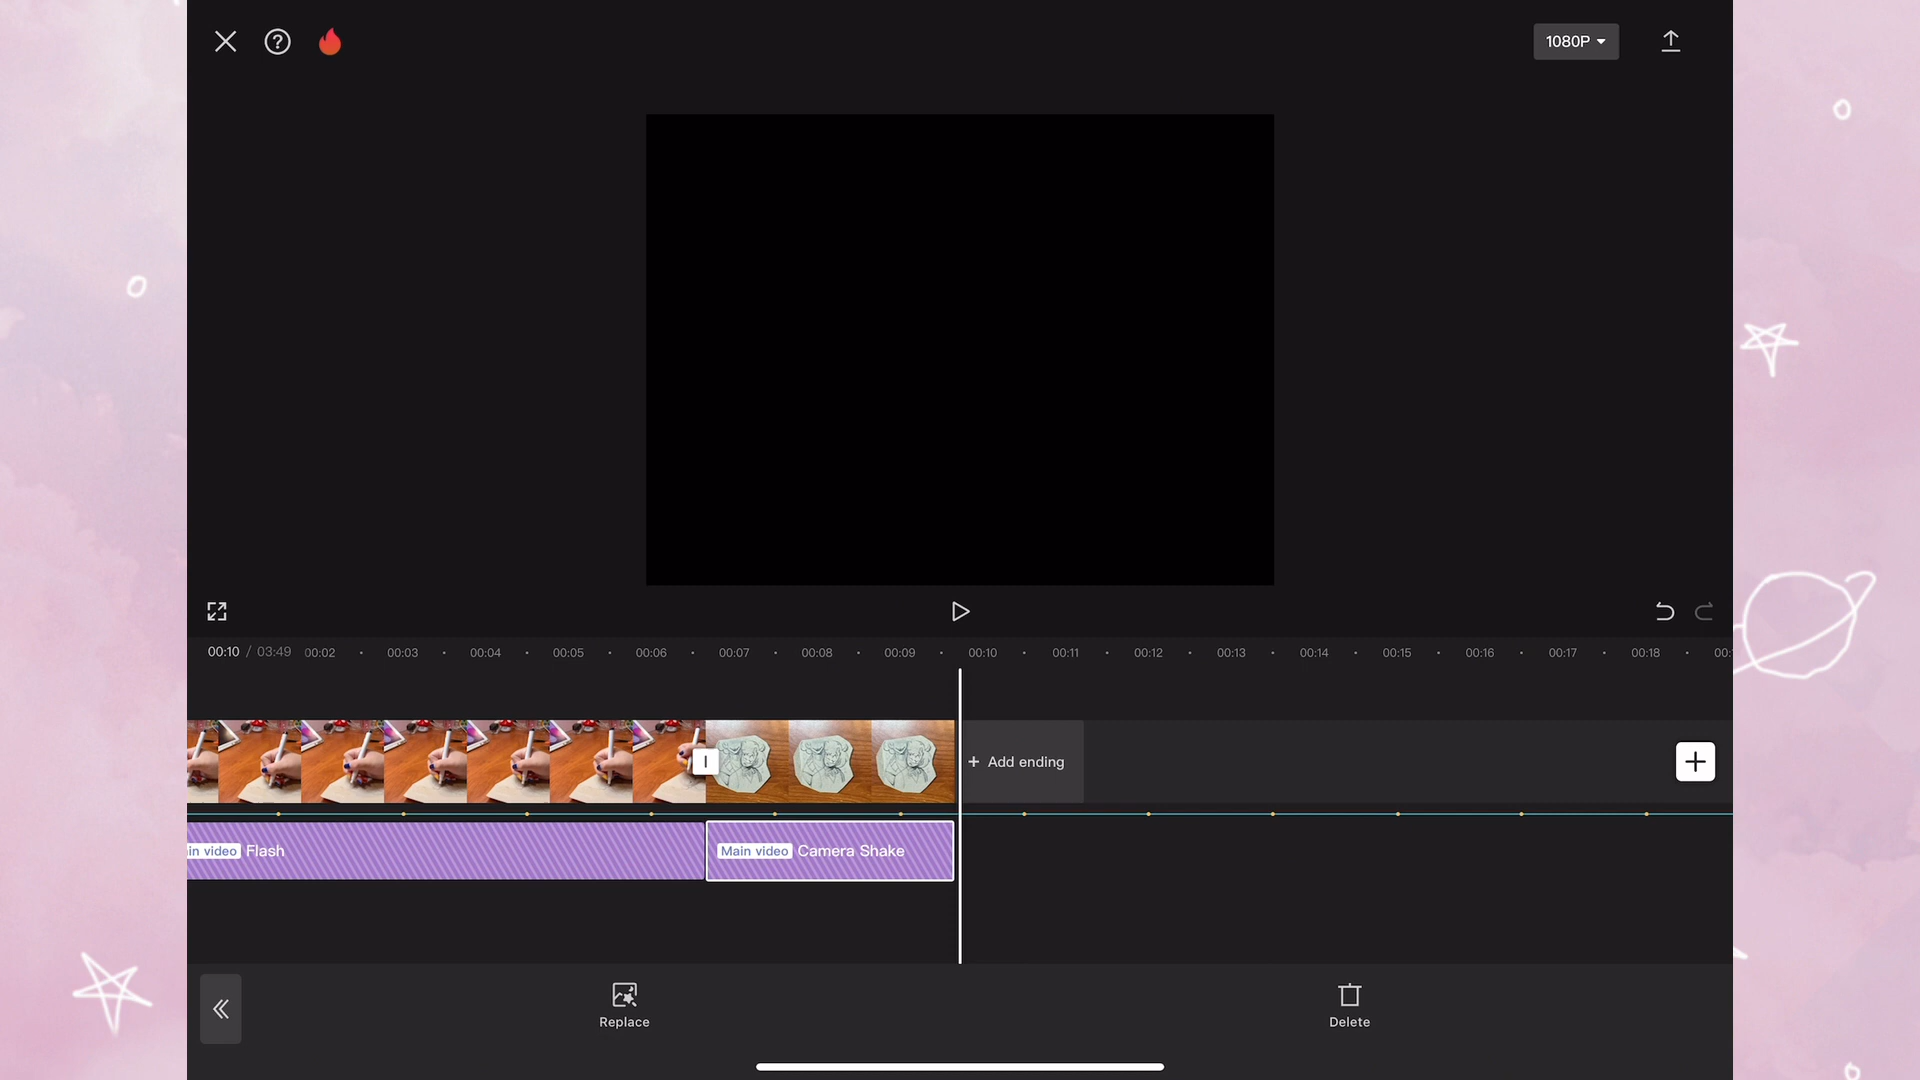 1080P
00:10 / 03:49 00:02 00:03 00:04 00:05 00:06 00:07 00:08 00:09 00:10 00:11 00:12 00:13 00:14 00:15 00:16 00:17 00:18 00:
+ Add ending
in video Flash
Main video Camera Shake
Replace
Delete